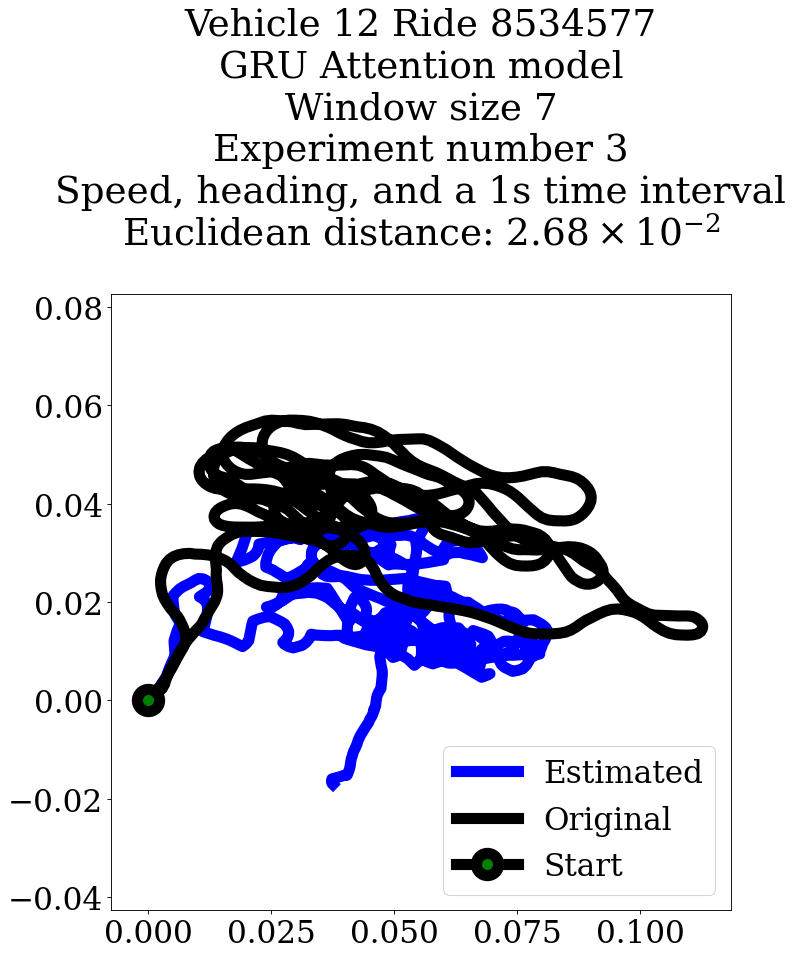 Vehicle 12 Ride 8534577
GRU Attention model
Window size 7
Experiment number 3
Speed, heading, and a 1s time interval
Euclidean distance: 2.68 × 10⁻²
0.08
0.06
0.04
0.02
0.00
−0.02
−0.04
0.000 0.025 0.050 0.075 0.100
Estimated
Original
Start